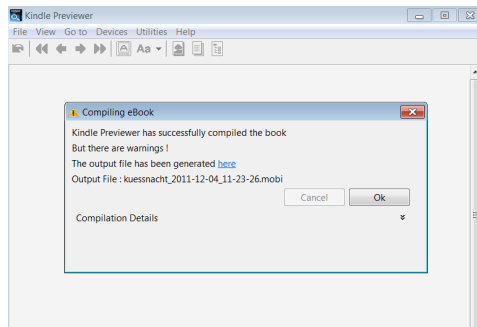 Kindle Previewer
File View Go to Devices Utilities Help
A Aa
Compiling eBook
Kindle Previewer has successfully compiled the book
But there are warnings !
The output file has been generated here
Output File : kuessnacht_2011-12-04_11-23-26.mobi
Cancel Ok
Compilation Details